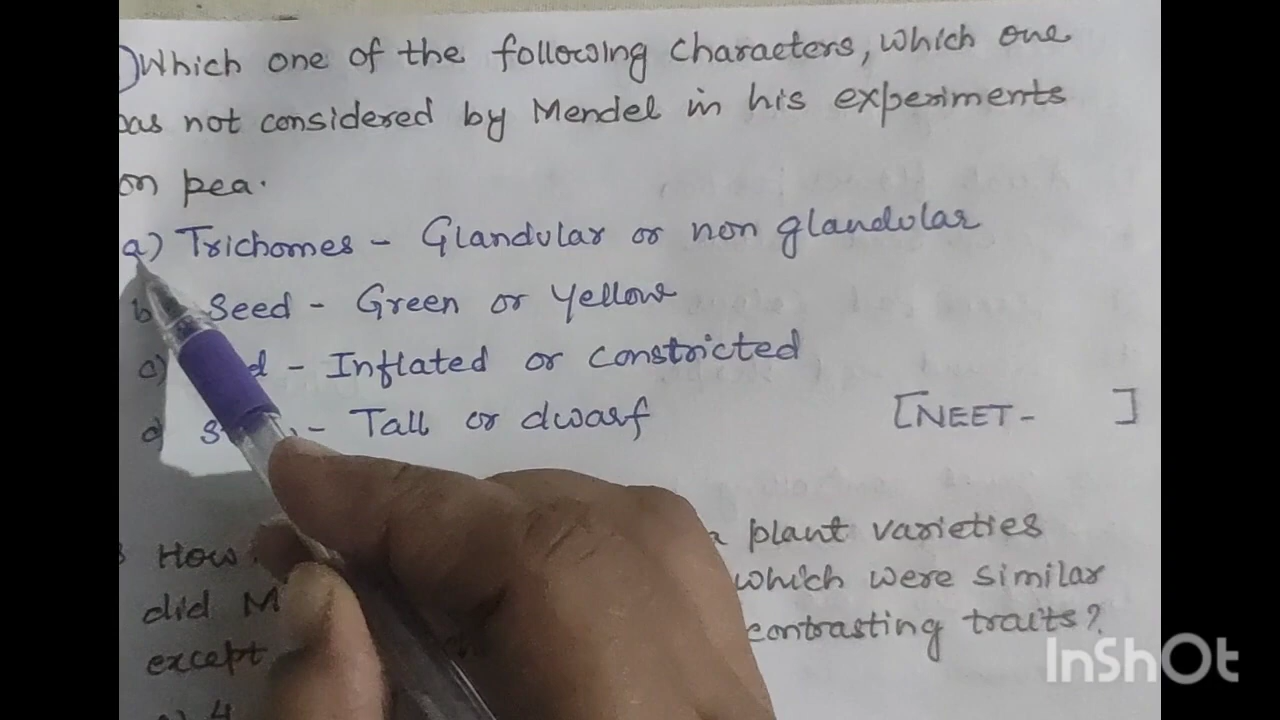 )Which one of the following characters, which one
was not considered by Mendel in his experiments
on pea.
a) Trichomes - Glandular or non glandular
b Seed - Green or Yellow
c) - Inflated or constricted
d - Tall or dwarf
[NEET- ]
How plant varieties
did M which were similar
except contrasting traits?
4
InShOt